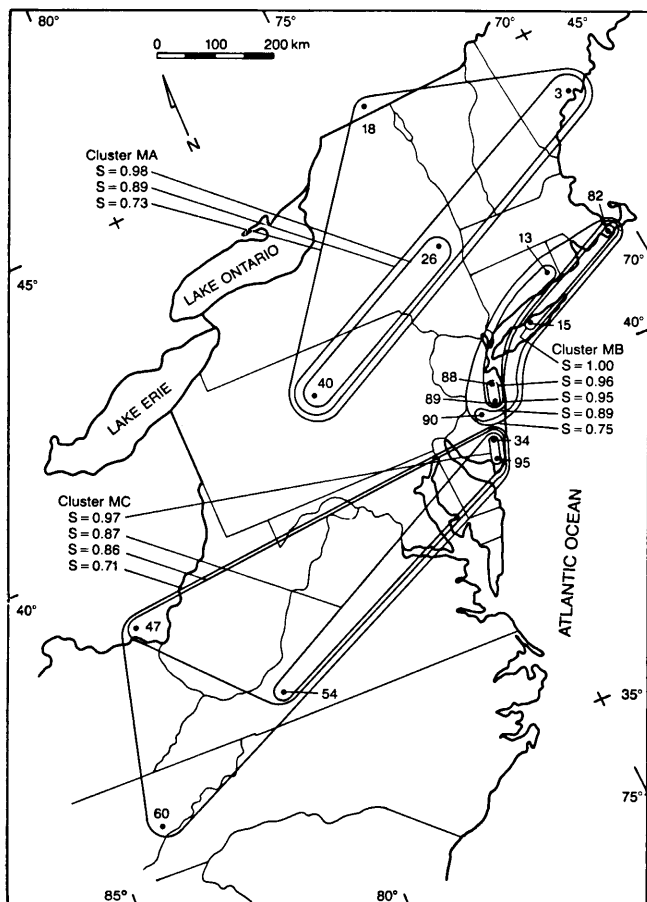 80°
75°
70°
45°
0 100 200 km
N
3
18
Cluster MA
S = 0.98
S = 0.89
S = 0.73
82
26
13
LAKE ONTARIO
70°
45°
15
40°
Cluster MB
S = 1.00
S = 0.96
S = 0.95
S = 0.89
S = 0.75
88
89
90
40
LAKE ERIE
34
95
Cluster MC
S = 0.97
S = 0.87
S = 0.86
S = 0.71
ATLANTIC OCEAN
40°
47
54
35°
60
75°
85°
80°